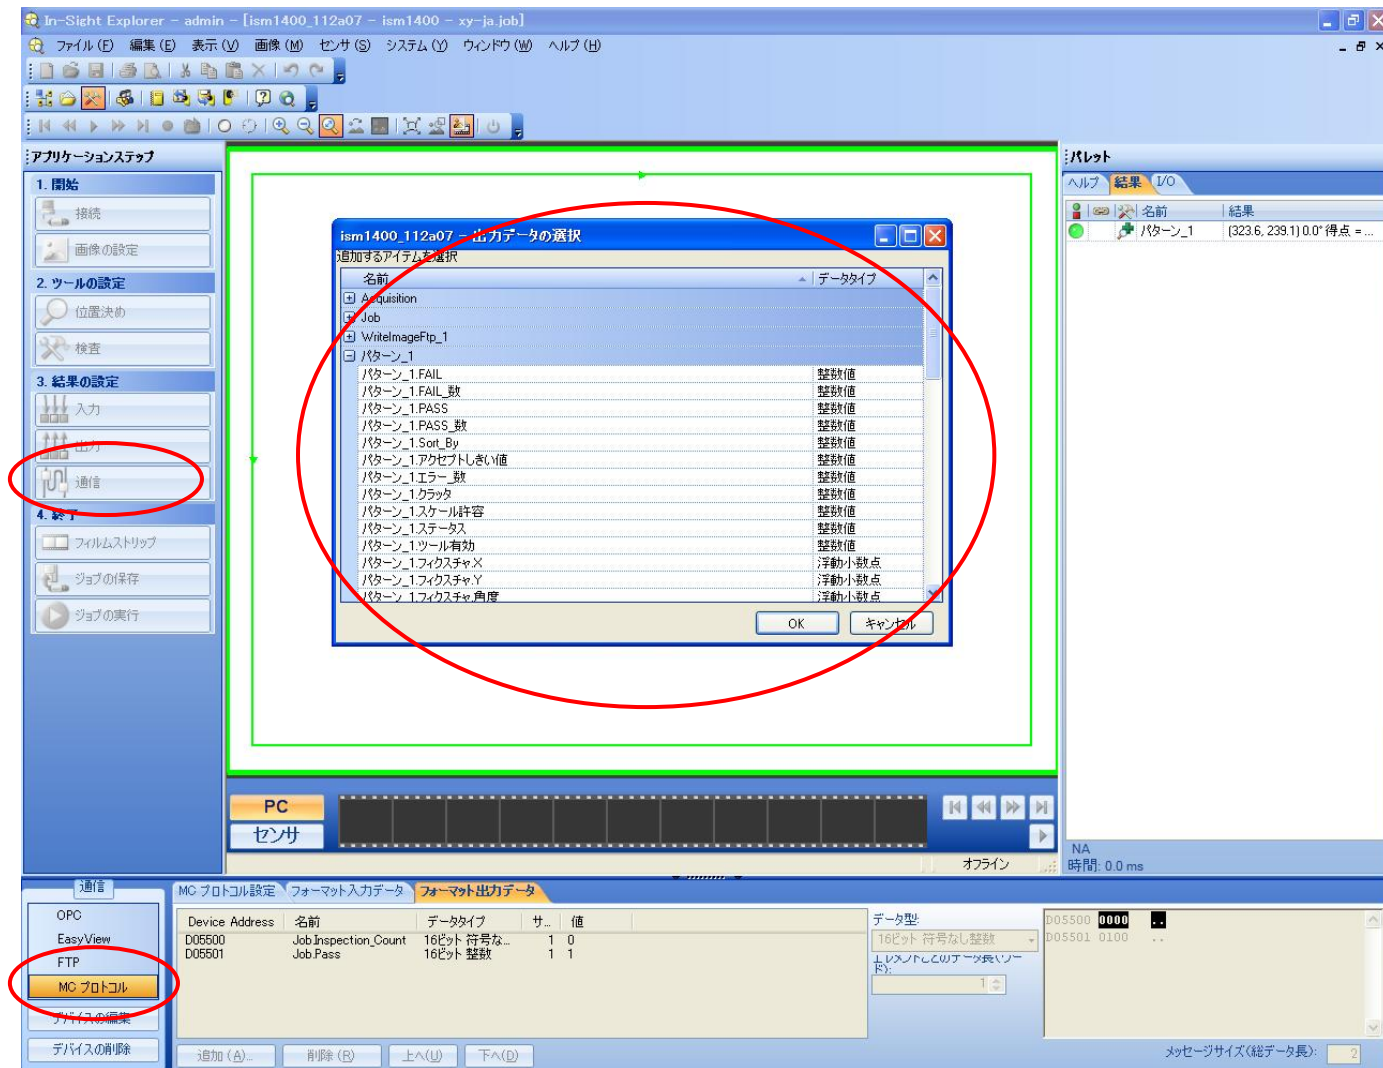 In-Sight Explorer - admin - [ism1400_112a07 - ism1400 - xy-ja.job]
ファイル(F) 編集(E) 表示(V) 画像(M) センサ(S) システム(Y) ウィンドウ(W) ヘルプ(H)
アプリケーションステップ
1. 開始
接続
画像の設定
2. ツールの設定
位置決め
検査
3. 結果の設定
入力
出力
通信
4. 終了
フィルムストリップ
ジョブの保存
ジョブの実行
ism1400_112a07 - 出力データの選択
追加するアイテムを選択
名前 データタイプ
Acquisition
Job
WriteImageFtp_1
パターン_1
パターン_1.FAIL 整数値
パターン_1.FAIL_数 整数値
パターン_1.PASS 整数値
パターン_1.PASS_数 整数値
パターン_1.Sort_By 整数値
パターン_1.アクセプトしきい値 整数値
パターン_1.エラー_数 整数値
パターン_1.クラッタ 整数値
パターン_1.スケール許容 整数値
パターン_1.ステータス 整数値
パターン_1.ツール有効 整数値
パターン_1.フィクスチャ.X 浮動小数点
パターン_1.フィクスチャ.Y 浮動小数点
パターン_1.フィクスチャ.角度 浮動小数点
OK キャンセル
パレット
ヘルプ 結果 I/O
名前 結果
パターン_1 (323.6, 239.1) 0.0° 得点 = ...
PC
センサ
オフライン
NA
時間: 0.0 ms
通信
OPC
EasyView
FTP
MC プロトコル
デバイスの編集
デバイスの削除
MC プロトコル設定 フォーマット入力データ フォーマット出力データ
Device Address 名前 データタイプ サ... 値
D05500 Job.Inspection_Count 16ビット 符号な... 1 0
D05501 Job.Pass 16ビット 整数 1 1
追加(A)... 削除(R) 上へ(U) 下へ(D)
データ型:
16ビット 符号なし整数
エレメントごとのデータ長(ワード):
1
D05500 0000 ..
D05501 0100 ..
メッセージサイズ(総データ長): 2